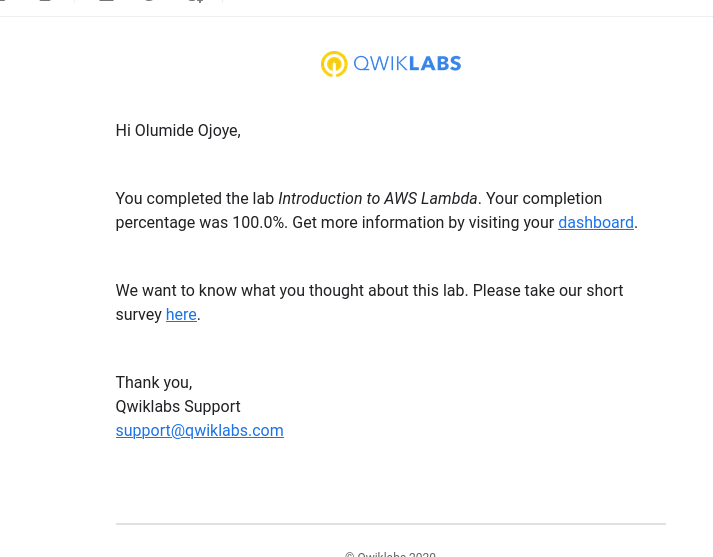 QWIKLABS
Hi Olumide Ojoye,
You completed the lab Introduction to AWS Lambda. Your completion
percentage was 100.0%. Get more information by visiting your dashboard.
We want to know what you thought about this lab. Please take our short
survey here.
Thank you,
Qwiklabs Support
support@qwiklabs.com
© Qwiklabs 2020